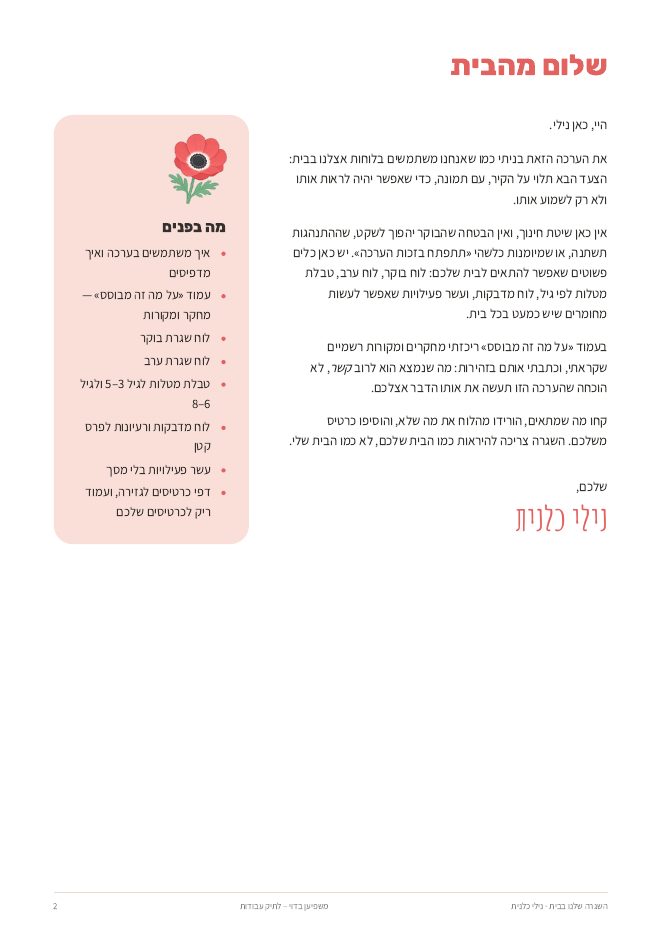 שלום מהבית
היי, כאן נילי.
את הערכה הזאת בניתי כמו שאנחנו משתמשים בלוחות אצלנו בבית:
הצעד הבא תלוי על הקיר, עם תמונה, כדי שאפשר יהיה לראות אותו
ולא רק לשמוע אותו.
אין כאן שיטת חינוך, ואין הבטחה שהבוקר יהפוך לשקט, שההתנהגות
תשתנה, או שמיומנות כלשהי «תתפתח בזכות הערכה». יש כאן כלים
פשוטים שאפשר להתאים לבית שלכם: לוח בוקר, לוח ערב, טבלת
מטלות לפי גיל, לוח מדבקות, ועשר פעילויות שאפשר לעשות
מחומרים שיש כמעט בכל בית.
בעמוד «על מה זה מבוסס» ריכזתי מחקרים ומקורות רשמיים
שקראתי, וכתבתי אותם בזהירות: מה שנמצא הוא לרוב קשר, לא
הוכחה שהערכה הזו תעשה את אותו הדבר אצלכם.
קחו מה שמתאים, הורידו מהלוח את מה שלא, והוסיפו כרטיס
משלכם. השגרה צריכה להיראות כמו הבית שלכם, לא כמו הבית שלי.
שלכם,
נילי כלנית
מה בפנים
איך משתמשים בערכה ואיך
מדפיסים
עמוד «על מה זה מבוסס» —
מחקר ומקורות
לוח שגרת בוקר
לוח שגרת ערב
טבלת מטלות לגיל 3–5 ולגיל
6–8
לוח מדבקות ורעיונות לפרס
קטן
עשר פעילויות בלי מסך
דפי כרטיסים לגזירה, ועמוד
ריק לכרטיסים שלכם
השגרה שלנו בבית · נילי כלנית
משפיען בדוי – לתיק עבודות
2